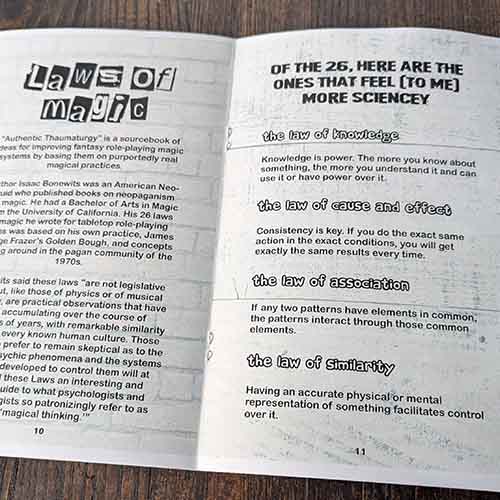 Laws of
magic
"Authentic Thaumaturgy" is a sourcebook of
ideas for improving fantasy role-playing magic
systems by basing them on purportedly real
magical practices.
Isaac Bonewits was an American Neo-
who published books on neopaganism
magic. He had a Bachelor of Arts in Magic
the University of California. His 26 laws
magic he wrote for tabletop role-playing
was based on his own practice, James
Frazer's Golden Bough, and concepts
around in the pagan community of the
1970s.
said these laws "are not legislative
but, like those of physics or of musical
are practical observations that have
accumulating over the course of
of years, with remarkable similarity
every known human culture. Those
prefer to remain skeptical as to the
psychic phenomena and the systems
developed to control them will at
these Laws an interesting and
guide to what psychologists and
so patronizingly refer to as
"magical thinking.'"
10
OF THE 26, HERE ARE THE
ONES THAT FEEL (TO ME)
MORE SCIENCEY
the law of knowledge
Knowledge is power. The more you know about
something, the more you understand it and can
use it or have power over it.
the law of cause and effect
Consistency is key. If you do the exact same
action in the exact conditions, you will get
exactly the same results every time.
the law of association
If any two patterns have elements in common,
the patterns interact through those common
elements.
the law of similarity
Having an accurate physical or mental
representation of something facilitates control
over it.
11